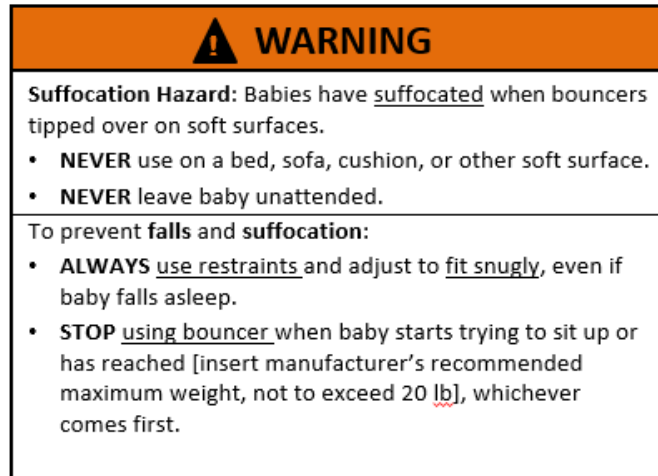 WARNING
Suffocation Hazard: Babies have suffocated when bouncers
tipped over on soft surfaces.
• NEVER use on a bed, sofa, cushion, or other soft surface.
• NEVER leave baby unattended.
To prevent falls and suffocation:
• ALWAYS use restraints and adjust to fit snugly, even if
baby falls asleep.
• STOP using bouncer when baby starts trying to sit up or
has reached [insert manufacturer’s recommended
maximum weight, not to exceed 20 lb], whichever
comes first.